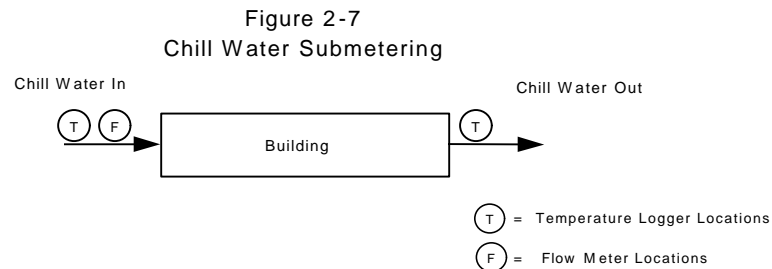 Figure 2-7
Chill Water Submetering
Chill Water In
Chill Water Out
T F
T
Building
T = Temperature Logger Locations
F = Flow Meter Locations